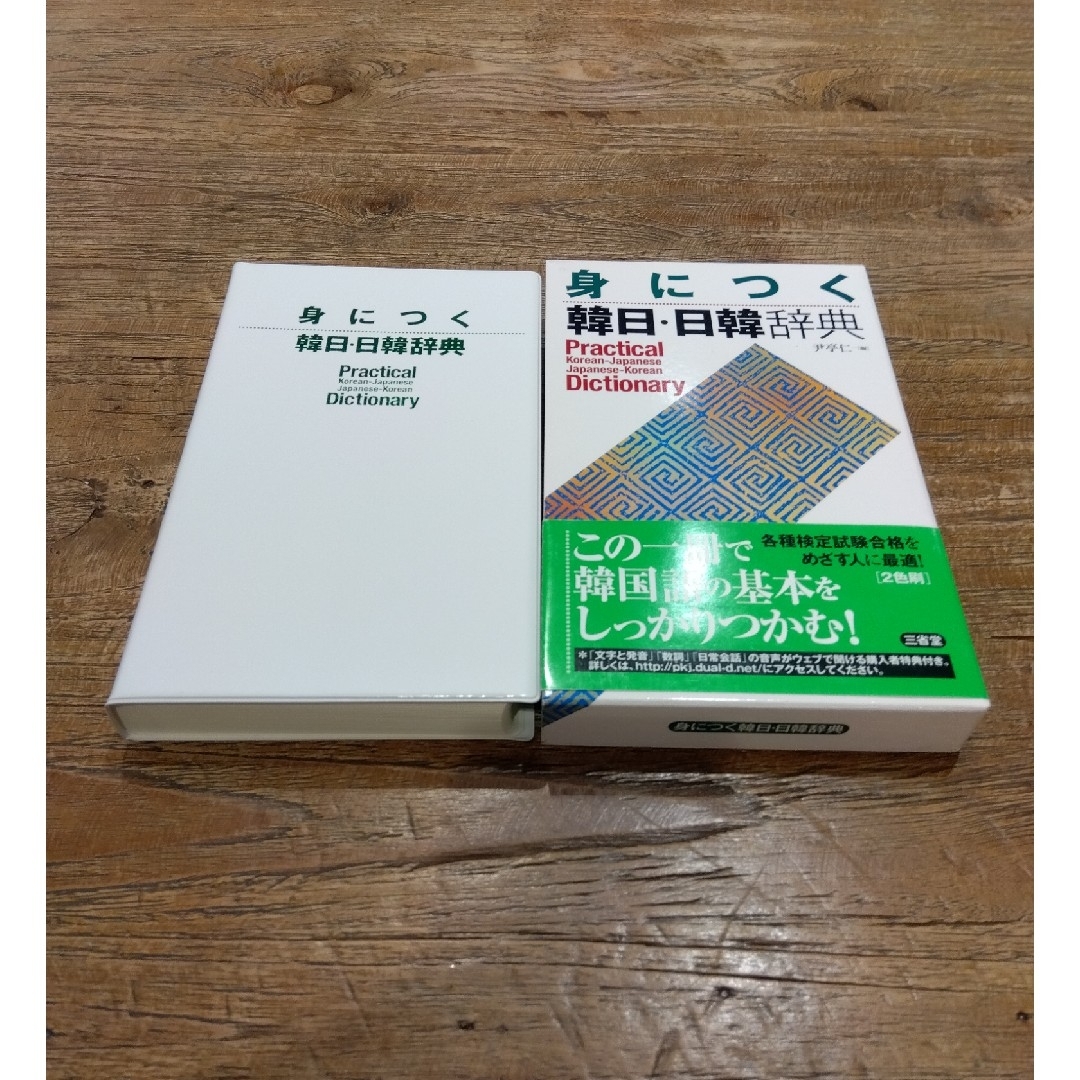 身につく
韓日・日韓辞典
Practical
Korean-Japanese
Japanese-Korean
Dictionary
身につく
韓日・日韓辞典
尹亭仁 編
Practical
Korean-Japanese
Japanese-Korean
Dictionary
この一冊で
韓国語の基本を
しっかりつかむ!
各種検定試験合格を
めざす人に最適!
[2色刷]
三省堂
*「文字と発音」「数詞」「日常会話」の音声がウェブで聞ける購入者特典付き。
詳しくは、http://pkj.dual-d.net/にアクセスしてください。
身につく韓日・日韓辞典